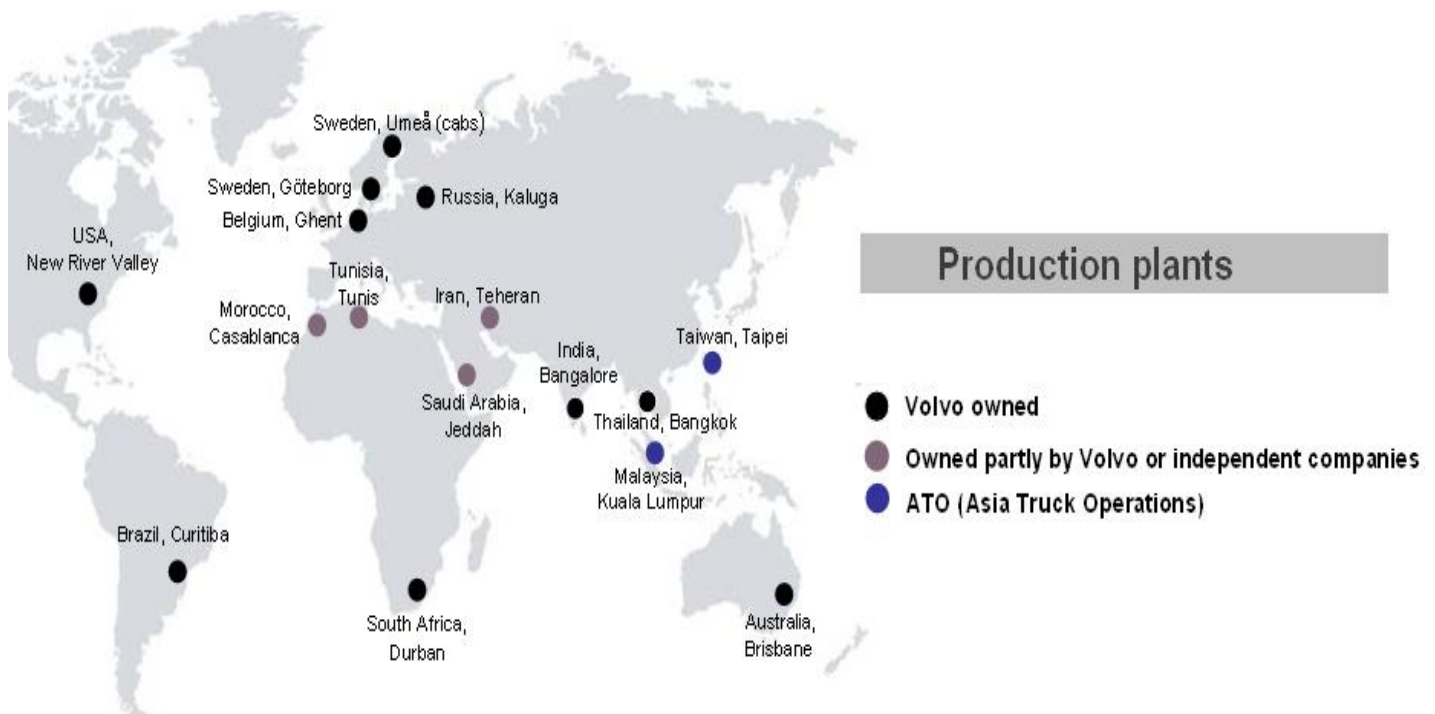 Sweden, Umeå (cabs)
Sweden, Göteborg
Russia, Kaluga
Belgium, Ghent
USA,
New River Valley
Tunisia,
Tunis
Iran, Teheran
Morocco,
Casablanca
Taiwan, Taipei
India,
Bangalore
Saudi Arabia,
Jeddah
Thailand, Bangkok
Malaysia,
Kuala Lumpur
Brazil, Curitiba
South Africa,
Durban
Australia,
Brisbane
Production plants
Volvo owned
Owned partly by Volvo or independent companies
ATO (Asia Truck Operations)